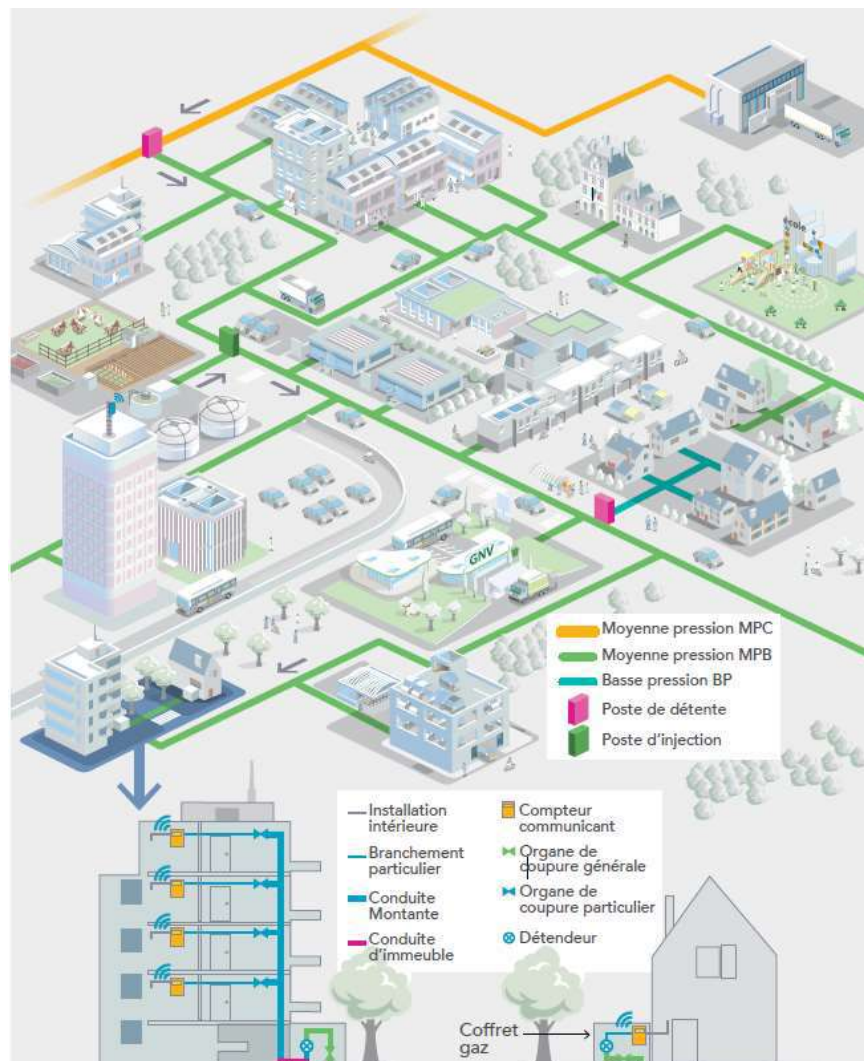 école
GNV
Moyenne pression MPC
Moyenne pression MPB
Basse pression BP
Poste de détente
Poste d'injection
Installation
intérieure
Branchement
particulier
Conduite
Montante
Conduite
d'immeuble
Compteur
communicant
Organe de
coupure générale
Organe de
coupure particulier
Détendeur
Coffret
gaz